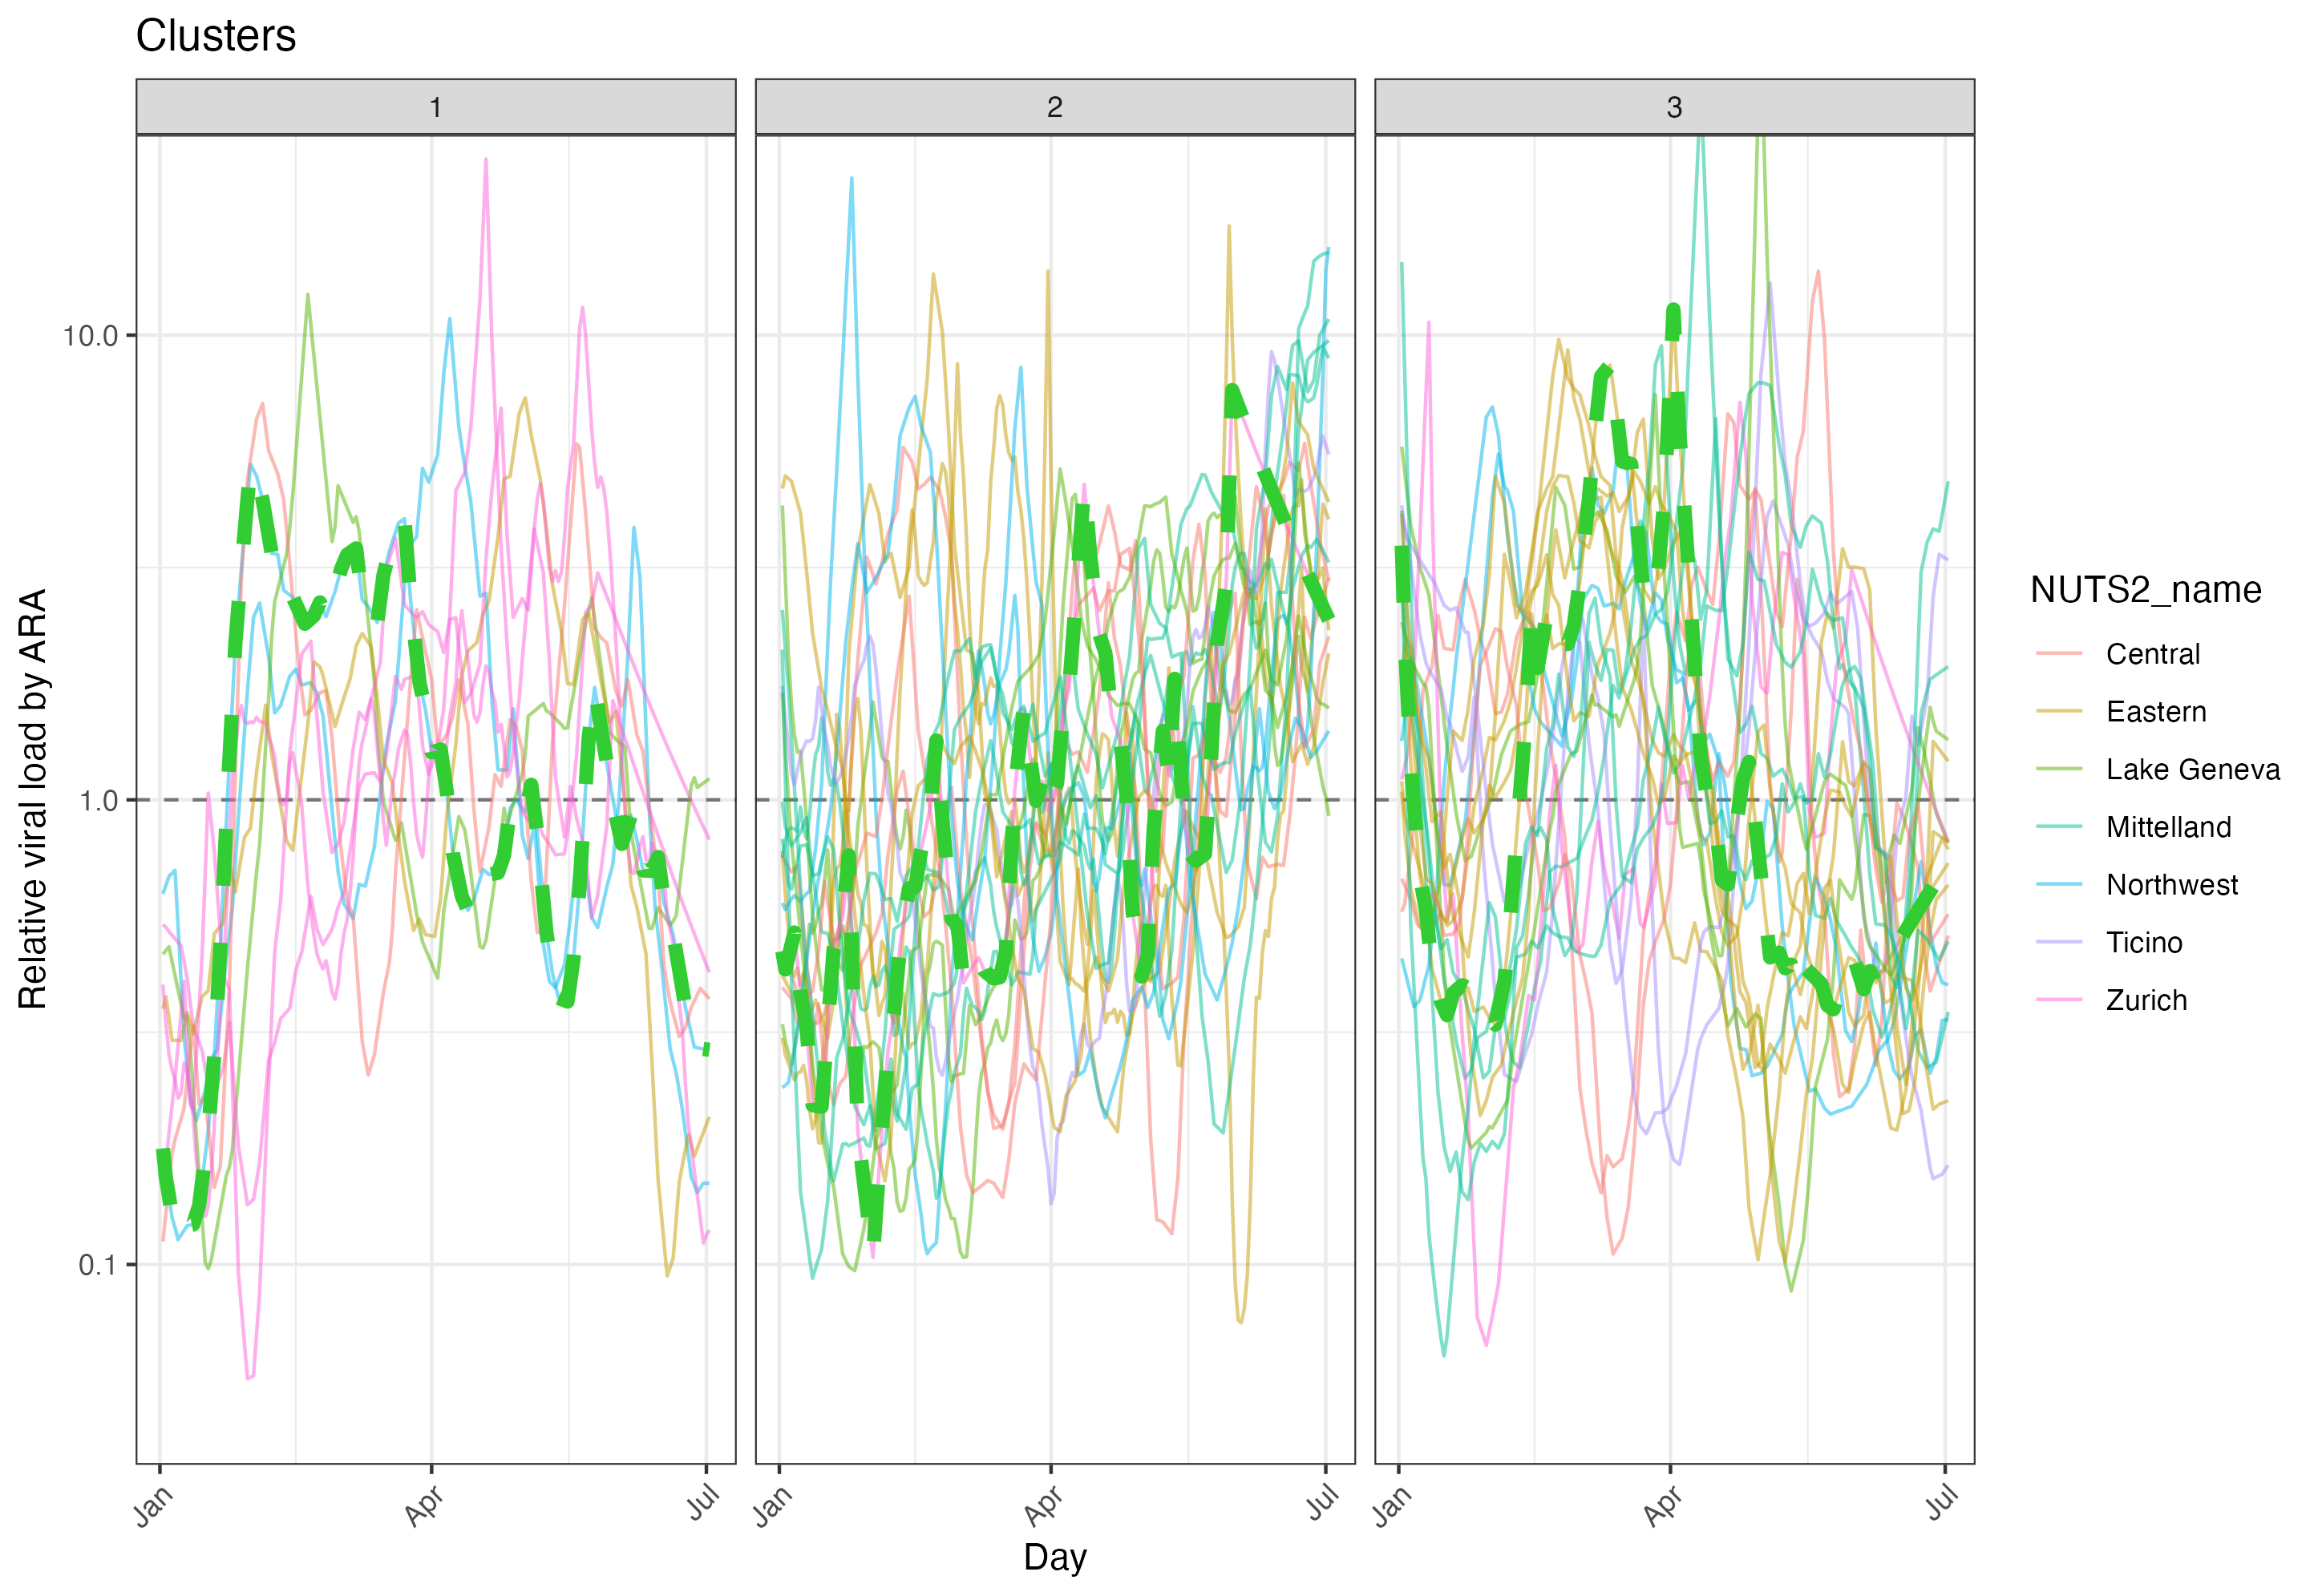 Clusters
1
2
3
Relative viral load by ARA
10.0
1.0
0.1
Jan
Apr
Jul
Jan
Apr
Jul
Jan
Apr
Jul
Day
NUTS2_name
Central
Eastern
Lake Geneva
Mittelland
Northwest
Ticino
Zurich